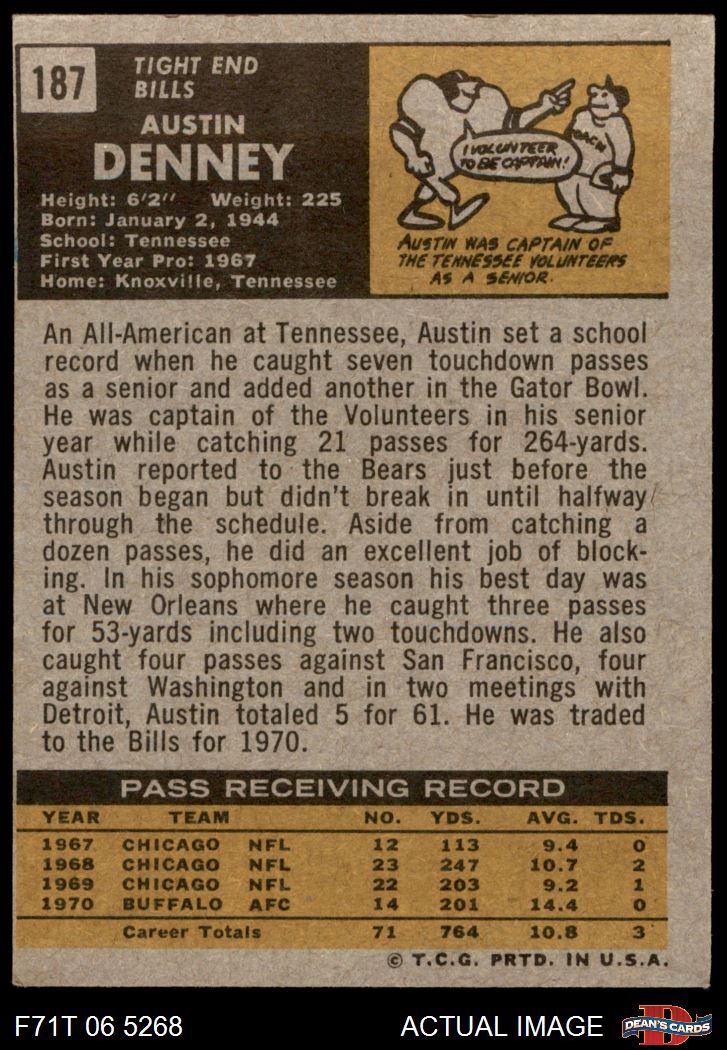 187
TIGHT END
BILLS
AUSTIN
DENNEY
Height: 6'2" Weight: 225
Born: January 2, 1944
School: Tennessee
First Year Pro: 1967
Home: Knoxville, Tennessee
I VOLUNTEER
TO BE CAPTAIN!
COACH
AUSTIN WAS CAPTAIN OF
THE TENNESSEE VOLUNTEERS
AS A SENIOR.
An All-American at Tennessee, Austin set a school
record when he caught seven touchdown passes
as a senior and added another in the Gator Bowl.
He was captain of the Volunteers in his senior
year while catching 21 passes for 264-yards.
Austin reported to the Bears just before the
season began but didn't break in until halfway
through the schedule. Aside from catching a
dozen passes, he did an excellent job of block-
ing. In his sophomore season his best day was
at New Orleans where he caught three passes
for 53-yards including two touchdowns. He also
caught four passes against San Francisco, four
against Washington and in two meetings with
Detroit, Austin totaled 5 for 61. He was traded
to the Bills for 1970.
PASS RECEIVING RECORD
YEAR TEAM NO. YDS. AVG. TDS.
1967 CHICAGO NFL 12 113 9.4 0
1968 CHICAGO NFL 23 247 10.7 2
1969 CHICAGO NFL 22 203 9.2 1
1970 BUFFALO AFC 14 201 14.4 0
Career Totals 71 764 10.8 3
© T.C.G. PRTD. IN U.S.A.
F71T 06 5268 ACTUAL IMAGE
D
DEAN'S CARDS